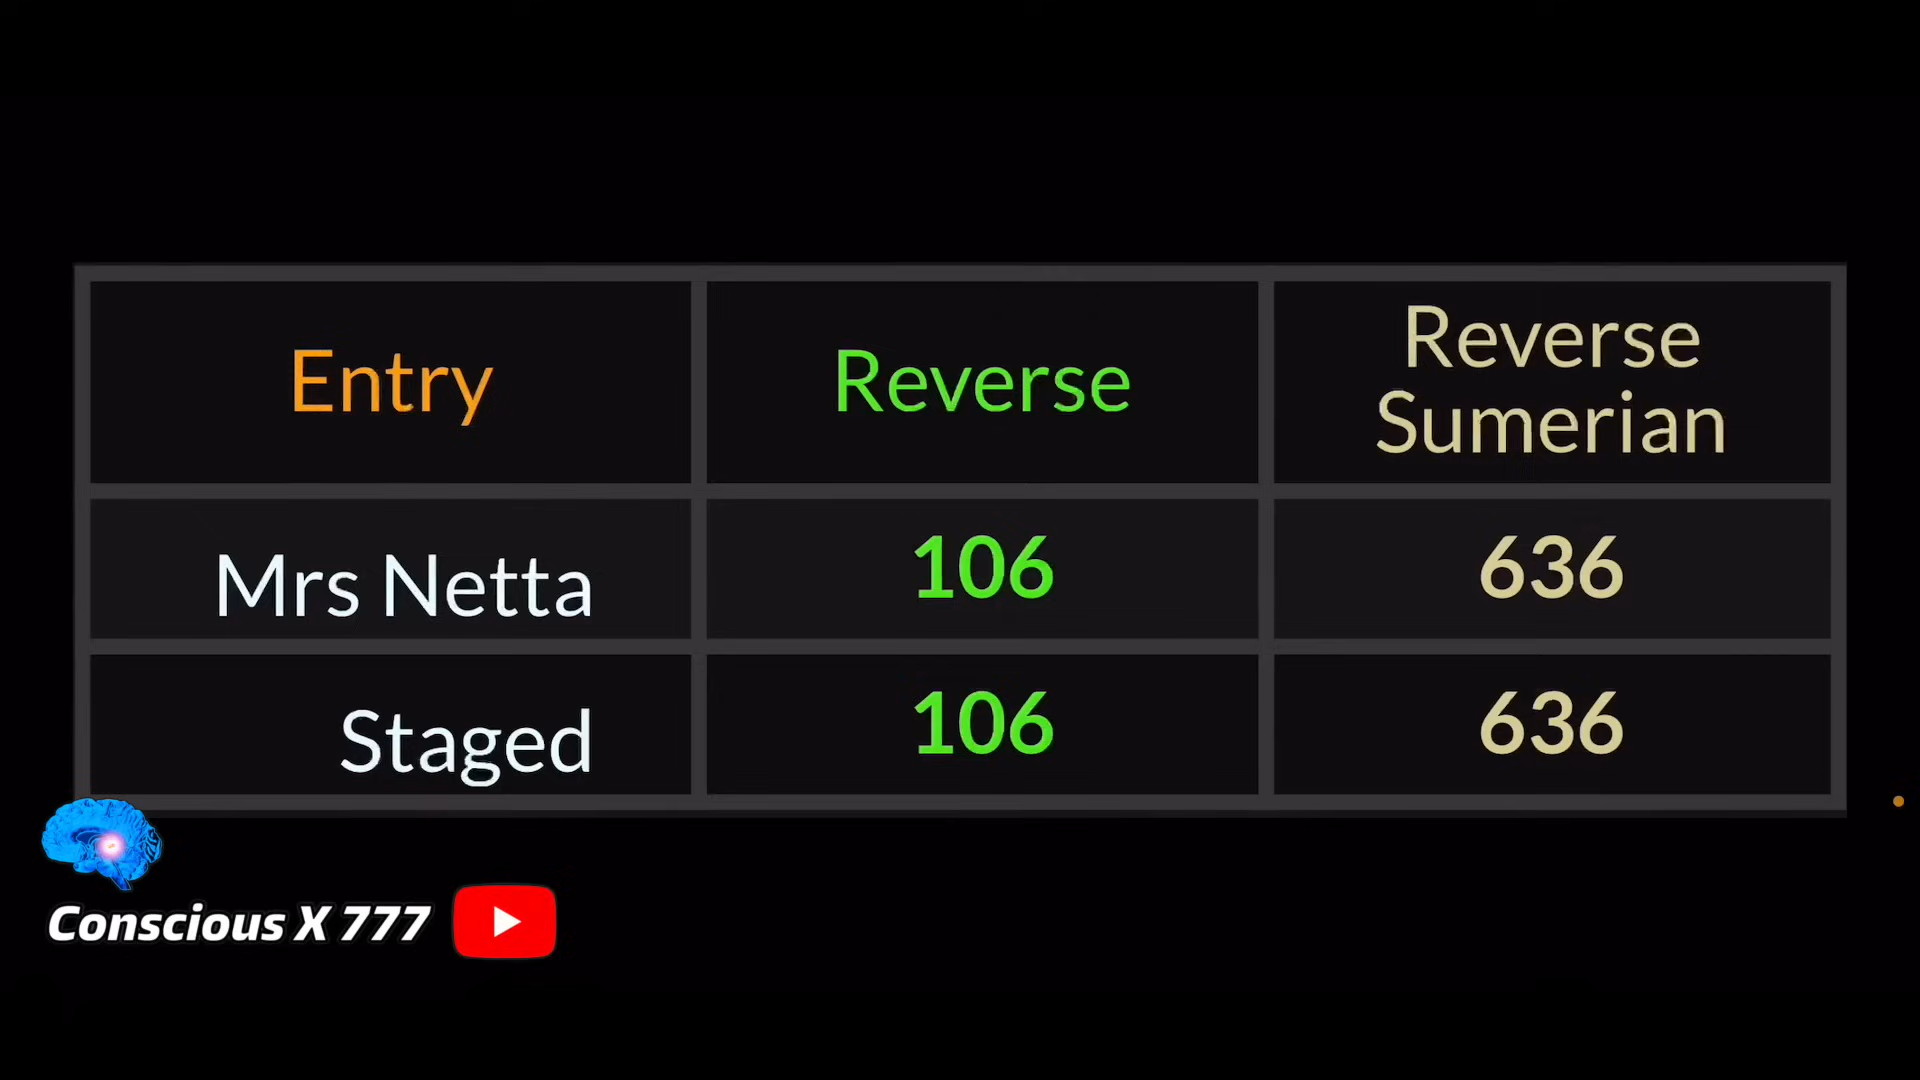 Entry Reverse Reverse Sumerian
Mrs Netta 106 636
Staged 106 636
Conscious X 777